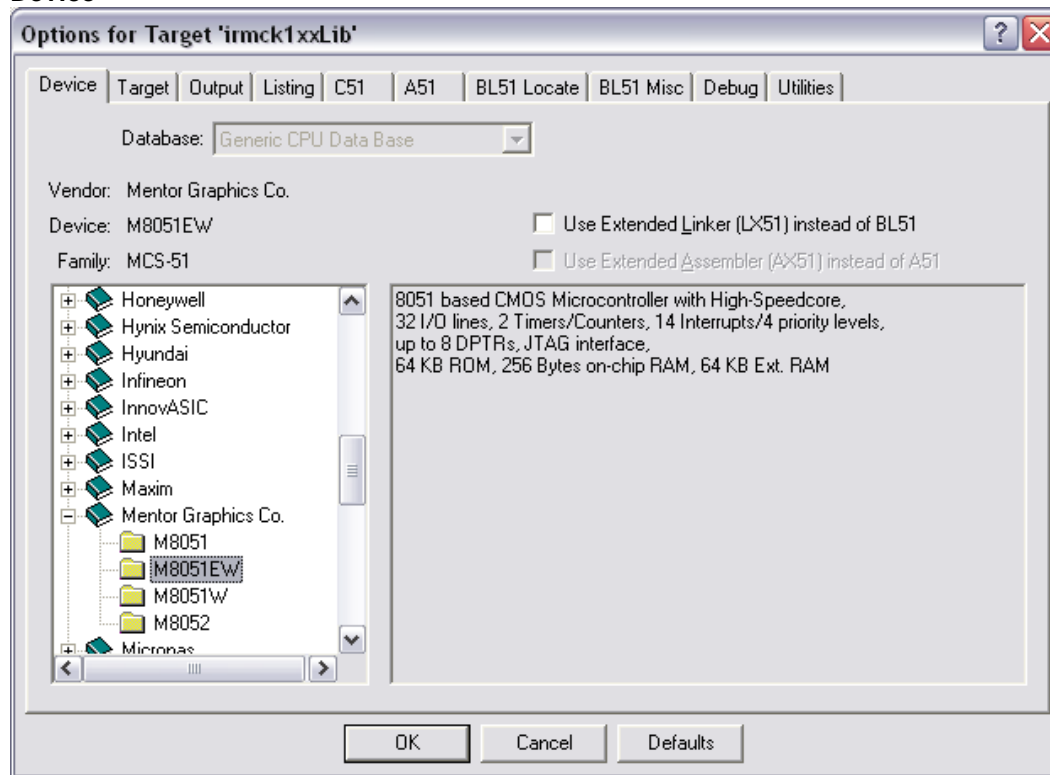 Options for Target 'irmck1xxLib'
Device Target Output Listing C51 A51 BL51 Locate BL51 Misc Debug Utilities
Database: Generic CPU Data Base
Vendor: Mentor Graphics Co.
Device: M8051EW
Use Extended Linker (LX51) instead of BL51
Family: MCS-51
Use Extended Assembler (AX51) instead of A51
Honeywell
Hynix Semiconductor
Hyundai
Infineon
InnovASIC
Intel
ISSI
Maxim
Mentor Graphics Co.
M8051
M8051EW
M8051W
M8052
Micronas
8051 based CMOS Microcontroller with High-Speedcore,
32 I/O lines, 2 Timers/Counters, 14 Interrupts/4 priority levels,
up to 8 DPTRs, JTAG interface,
64 KB ROM, 256 Bytes on-chip RAM, 64 KB Ext. RAM
OK Cancel Defaults